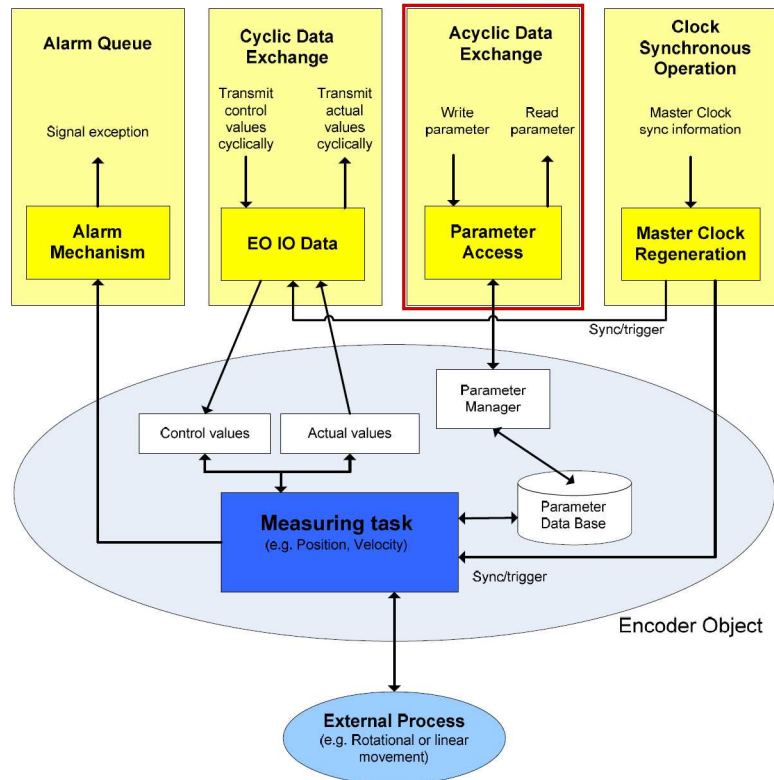 Alarm Queue
Signal exception
Alarm
Mechanism
Cyclic Data
Exchange
Transmit
control
values
cyclically
Transmit
actual
values
cyclically
EO IO Data
Acyclic Data
Exchange
Write
parameter
Read
parameter
Parameter
Access
Clock
Synchronous
Operation
Master Clock
sync information
Master Clock
Regeneration
Sync/trigger
Parameter
Manager
Control values
Actual values
Measuring task
(e.g. Position, Velocity)
Parameter
Data Base
Sync/trigger
Encoder Object
External Process
(e.g. Rotational or linear
movement)